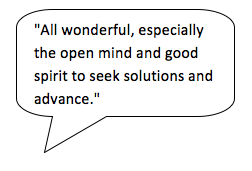 "All wonderful, especially
the open mind and good
spirit to seek solutions and
advance."